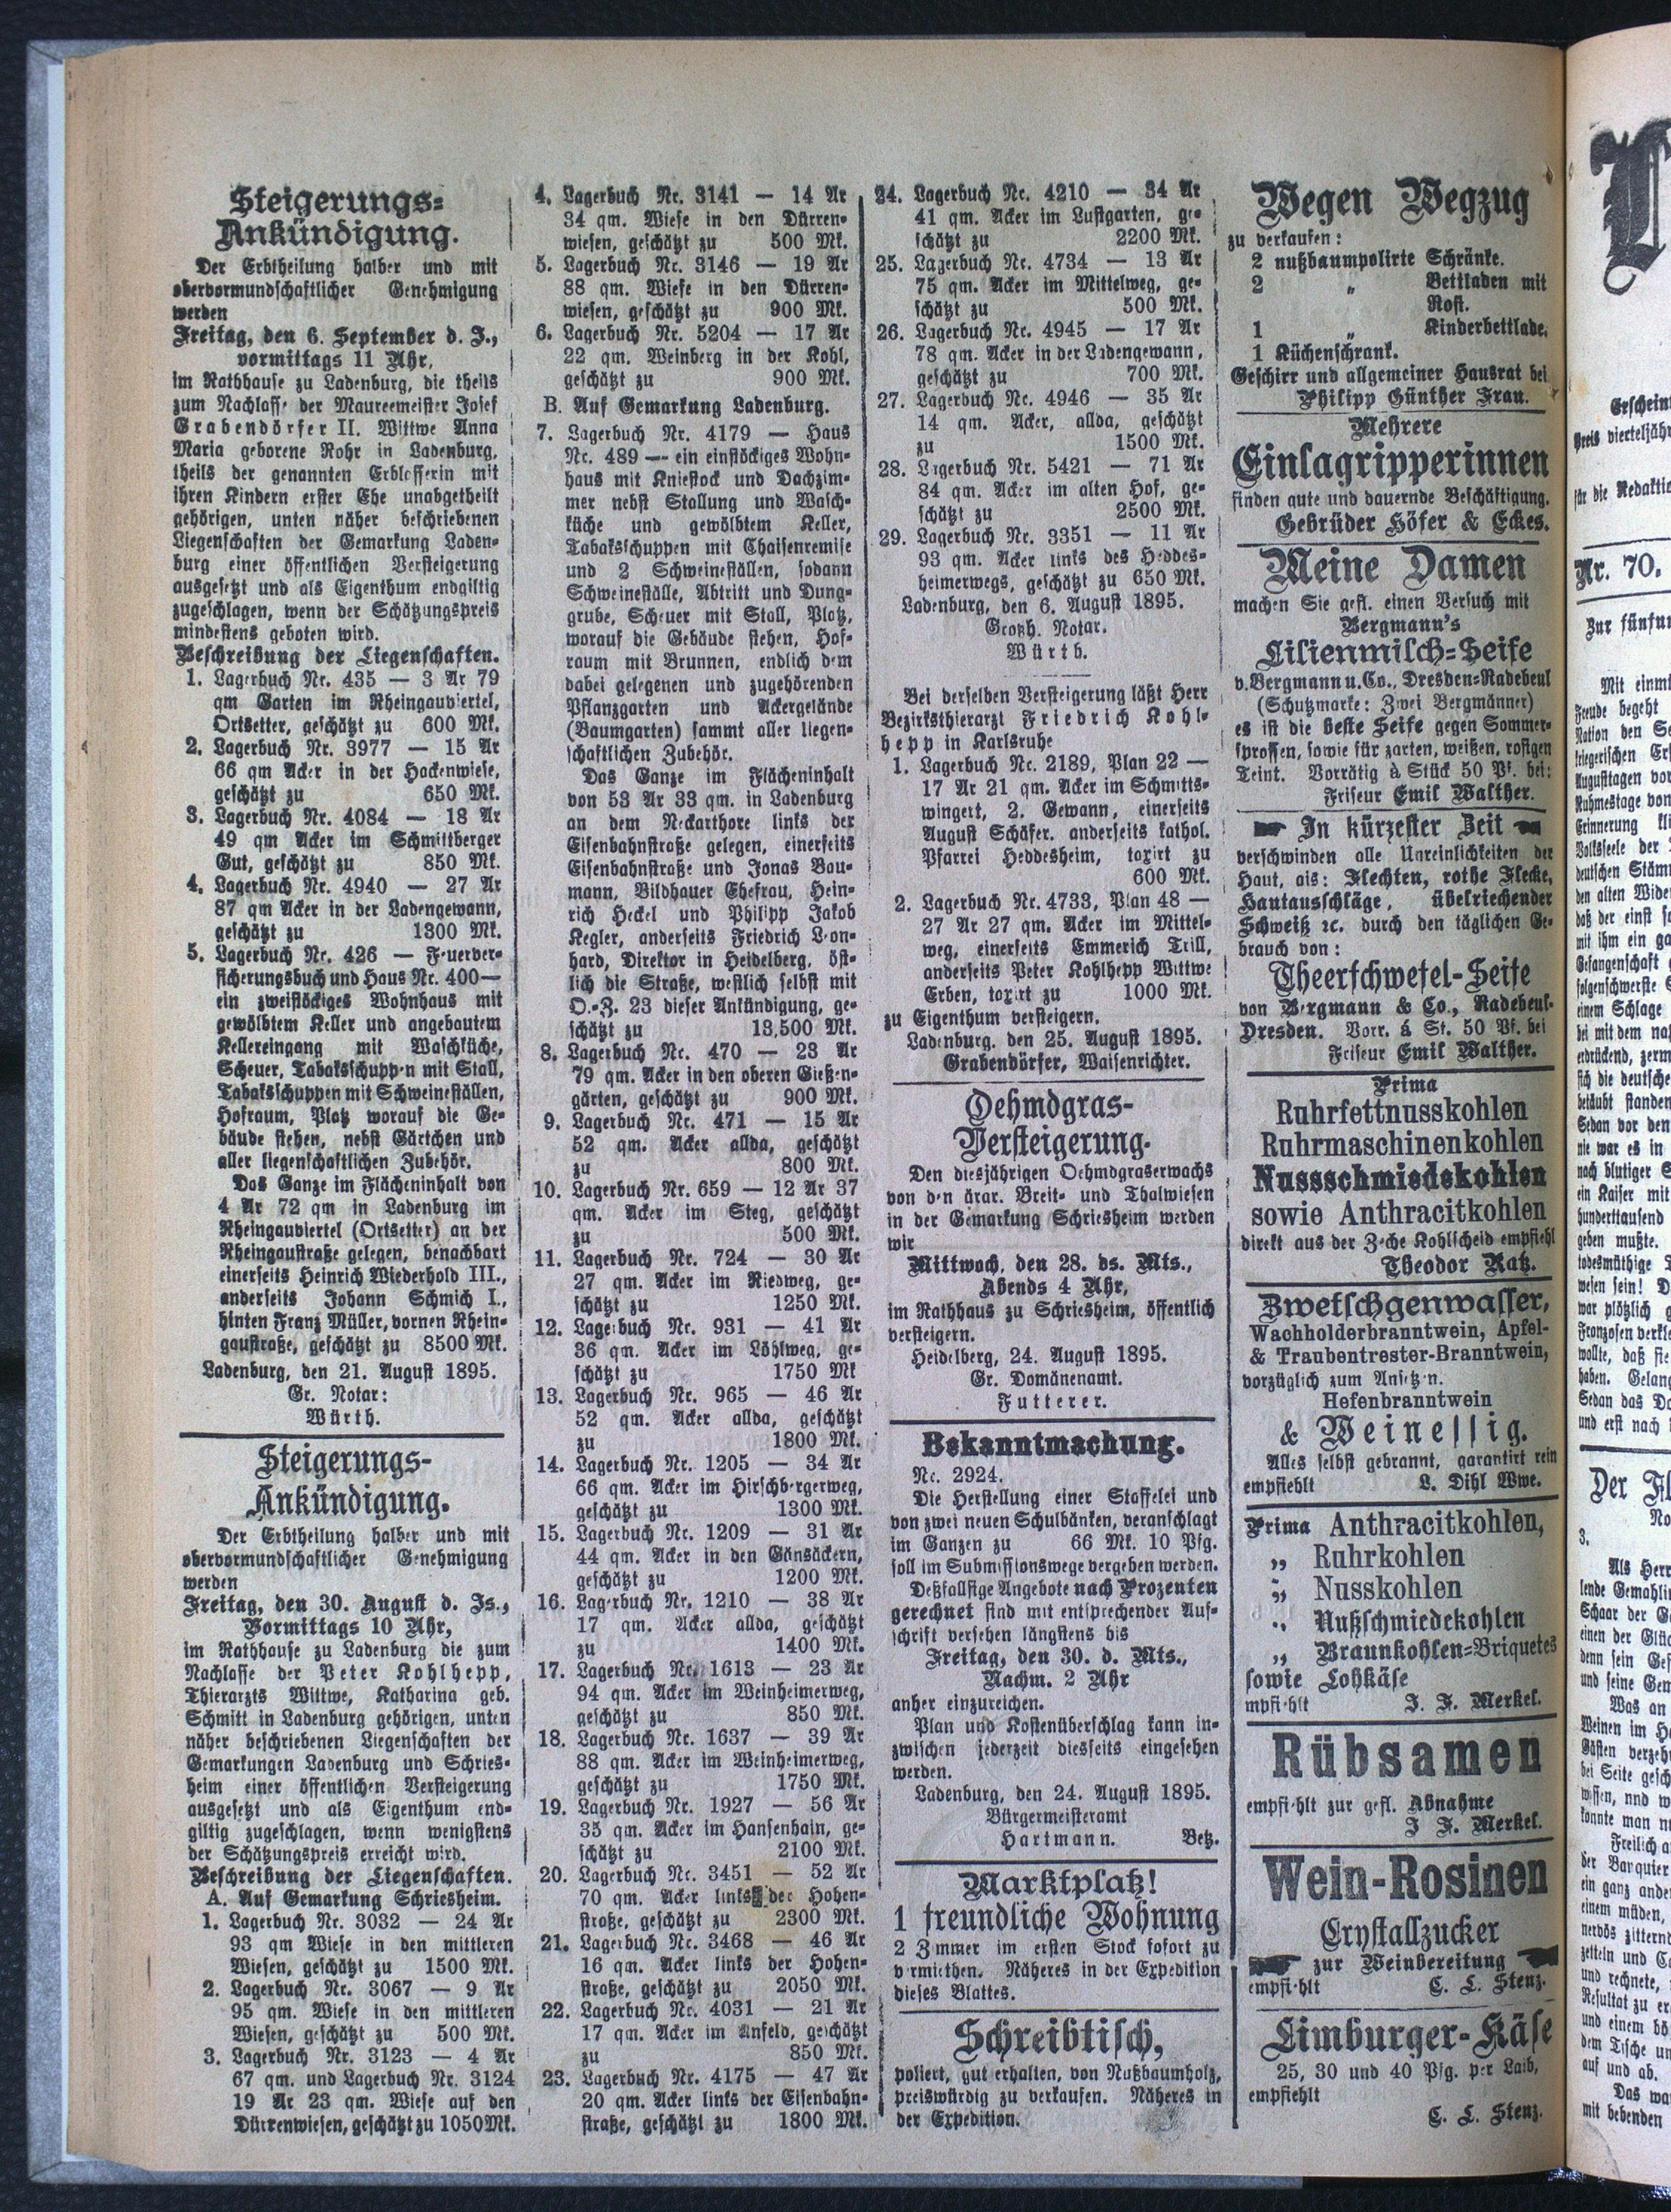 Steigerungs-
Ankündigung.
Der Erbtheilung halber und mit
obervormundschaftlicher Genehmigung
werden
Freitag, den 6. September d. J.,
vormittags 11 Uhr,
im Rathhause zu Ladenburg, die theils
zum Nachlasse der Maurermeister Josef
Grabendörfer II. Wittwe Anna
Maria geborene Rohr in Ladenburg,
theils der genannten Erblasserin mit
ihren Kindern erster Ehe unabgetheilt
gehörigen, unten näher beschriebenen
Liegenschaften der Gemarkung Laden-
burg einer öffentlichen Versteigerung
ausgesetzt und als Eigenthum endgiltig
zugeschlagen, wenn der Schätzungspreis
mindestens geboten wird.
Beschreibung der Liegenschaften.
1. Lagerbuch Nr. 435 — 3 Ar 79
qm Garten im Rheingauviertel,
Ortsetter, geschätzt zu 600 Mk.
2. Lagerbuch Nr. 3977 — 15 Ar
66 qm Acker in der Hackenwiese,
geschätzt zu 650 Mk.
3. Lagerbuch Nr. 4084 — 18 Ar
49 qm Acker im Schmittberger
Gut, geschätzt zu 850 Mk.
4. Lagerbuch Nr. 4940 — 27 Ar
87 qm Acker in der Ladengewann,
geschätzt zu 1300 Mk.
5. Lagerbuch Nr. 426 — Feuerver-
sicherungsbuch und Haus Nr. 400—
ein zweistöckiges Wohnhaus mit
gewölbtem Keller und angebautem
Kellereingang mit Waschküche,
Scheuer, Tabaksschuppen mit Stall,
Tabaksschuppen mit Schweineställen,
Hofraum, Platz worauf die Ge-
bäude stehen, nebst Gärtchen und
aller liegenschaftlichen Zubehör.
Das Ganze im Flächeninhalt von
4 Ar 72 qm in Ladenburg im
Rheingauviertel (Ortsetter) an der
Rheingaustraße gelegen, benachbart
einerseits Heinrich Wiederhold III.,
anderseits Johann Schmich I.,
hinten Franz Müller, vornen Rhein-
gaustraße, geschätzt zu 8500 Mk.
Ladenburg, den 21. August 1895.
Gr. Notar:
Würth.
Steigerungs-
Ankündigung.
Der Erbtheilung halber und mit
obervormundschaftlicher Genehmigung
werden
Freitag, den 30. August d. Js.,
Vormittags 10 Uhr,
im Rathhause zu Ladenburg die zum
Nachlasse der Peter Kohlhepp,
Thierarzts Wittwe, Katharina geb.
Schmitt in Ladenburg gehörigen, unten
näher beschriebenen Liegenschaften der
Gemarkungen Ladenburg und Schries-
heim einer öffentlichen Versteigerung
ausgesetzt und als Eigenthum end-
giltig zugeschlagen, wenn wenigstens
der Schätzungspreis erreicht wird.
Beschreibung der Liegenschaften.
A. Auf Gemarkung Schriesheim.
1. Lagerbuch Nr. 3032 — 24 Ar
93 qm Wiese in den mittleren
Wiesen, geschätzt zu 1500 Mk.
2. Lagerbuch Nr. 3067 — 9 Ar
95 qm. Wiese in den mittleren
Wiesen, geschätzt zu 500 Mk.
3. Lagerbuch Nr. 3123 — 4 Ar
67 qm. und Lagerbuch Nr. 3124
19 Ar 23 qm. Wiese auf den
Dürrenwiesen, geschätzt zu 1050 Mk.
4. Lagerbuch Nr. 3141 — 14 Ar
34 qm. Wiese in den Dürren-
wiesen, geschätzt zu 500 Mk.
5. Lagerbuch Nr. 3146 — 19 Ar
88 qm. Wiese in den Dürren-
wiesen, geschätzt zu 900 Mk.
6. Lagerbuch Nr. 5204 — 17 Ar
22 qm. Weinberg in der Kohl,
geschätzt zu 900 Mk.
B. Auf Gemarkung Ladenburg.
7. Lagerbuch Nr. 4179 — Haus
Nr. 489 — ein einstöckiges Wohn-
haus mit Kniestock und Dachzim-
mer nebst Stallung und Wasch-
küche und gewölbtem Keller,
Tabaksschuppen mit Chaisenremise
und 2 Schweineställen, sodann
Schweineställe, Abtritt und Dung-
grube, Scheuer mit Stall, Platz,
worauf die Gebäude stehen, Hof-
raum mit Brunnen, endlich dem
dabei gelegenen und zugehörenden
Pflanzgarten und Ackergelände
(Baumgarten) sammt aller liegen-
schaftlichen Zubehör.
Das Ganze im Flächeninhalt
von 53 Ar 33 qm. in Ladenburg
an dem Neckarthore links der
Eisenbahnstraße gelegen, einerseits
Eisenbahnstraße und Jonas Bau-
mann, Bildhauer Ehefrau, Hein-
rich Heckel und Philipp Jakob
Kegler, anderseits Friedrich Leon-
hard, Direktor in Heidelberg, öst-
lich die Straße, westlich selbst mit
O.-Z. 23 dieser Ankündigung, ge-
schätzt zu 13,500 Mk.
8. Lagerbuch Nr. 470 — 23 Ar
79 qm. Acker in den oberen Gießen-
gärten, geschätzt zu 900 Mk.
9. Lagerbuch Nr. 471 — 15 Ar
52 qm. Acker allda, geschätzt
zu 800 Mk.
10. Lagerbuch Nr. 659 — 12 Ar 37
qm. Acker im Steg, geschätzt
zu 500 Mk.
11. Lagerbuch Nr. 724 — 30 Ar
27 qm. Acker im Riedweg, ge-
schätzt zu 1250 Mk.
12. Lagerbuch Nr. 931 — 41 Ar
36 qm. Acker im Löhlweg, ge-
schätzt zu 1750 Mk
13. Lagerbuch Nr. 965 — 46 Ar
52 qm. Acker allda, geschätzt
zu 1800 Mk.
14. Lagerbuch Nr. 1205 — 34 Ar
66 qm. Acker im Hirschbergerweg,
geschätzt zu 1300 Mk.
15. Lagerbuch Nr. 1209 — 31 Ar
44 qm. Acker in den Gänsäckern,
geschätzt zu 1200 Mk.
16. Lagerbuch Nr. 1210 — 38 Ar
17 qm. Acker allda, geschätzt
zu 1400 Mk.
17. Lagerbuch Nr. 1613 — 23 Ar
94 qm. Acker im Weinheimerweg,
geschätzt zu 850 Mk.
18. Lagerbuch Nr. 1637 — 39 Ar
88 qm. Acker im Weinheimerweg,
geschätzt zu 1750 Mk.
19. Lagerbuch Nr. 1927 — 56 Ar
35 qm. Acker im Hansenhain, ge-
schätzt zu 2100 Mk.
20. Lagerbuch Nr. 3451 — 52 Ar
70 qm. Acker links der Hohen-
straße, geschätzt zu 2300 Mk.
21. Lagerbuch Nr. 3468 — 46 Ar
16 qm. Acker links der Hohen-
straße, geschätzt zu 2050 Mk.
22. Lagerbuch Nr. 4031 — 21 Ar
17 qm. Acker im Anfeld, geschätzt
zu 850 Mk.
23. Lagerbuch Nr. 4175 — 47 Ar
20 qm. Acker links der Eisenbahn-
straße, geschätzt zu 1800 Mk.
24. Lagerbuch Nr. 4210 — 34 Ar
41 qm. Acker im Lustgarten, ge-
schätzt zu 2200 Mk.
25. Lagerbuch Nr. 4734 — 13 Ar
75 qm. Acker im Mittelweg, ge-
schätzt zu 500 Mk.
26. Lagerbuch Nr. 4945 — 17 Ar
78 qm. Acker in der Ladengewann,
geschätzt zu 700 Mk.
27. Lagerbuch Nr. 4946 — 35 Ar
14 qm. Acker, allda, geschätzt
zu 1500 Mk.
28. Lagerbuch Nr. 5421 — 71 Ar
84 qm. Acker im alten Hof, ge-
schätzt zu 2500 Mk.
29. Lagerbuch Nr. 3351 — 11 Ar
93 qm. Acker links des Heddes-
heimerwegs, geschätzt zu 650 Mk.
Ladenburg, den 6. August 1895.
Großh. Notar.
Würth.
Bei derselben Versteigerung läßt Herr
Bezirksthierarzt Friedrich Kohl-
hepp in Karlsruhe
1. Lagerbuch Nr. 2189, Plan 22 —
17 Ar 21 qm. Acker im Schmitts-
wingert, 2. Gewann, einerseits
August Schäfer, anderseits kathol.
Pfarrei Heddesheim, taxirt zu
600 Mk.
2. Lagerbuch Nr. 4733, Plan 48 —
27 Ar 27 qm. Acker im Mittel-
weg, einerseits Emmerich Trill,
anderseits Peter Kohlhepp Wittwe
Erben, taxirt zu 1000 Mk.
zu Eigenthum versteigern.
Ladenburg, den 25. August 1895.
Grabendörfer, Waisenrichter.
Oehmdgras-
Versteigerung.
Den diesjährigen Oehmdgraserwachs
von den ärar. Breit- und Thalwiesen
in der Gemarkung Schriesheim werden
wir
Mittwoch, den 28. ds. Mts.,
Abends 4 Uhr,
im Rathhaus zu Schriesheim, öffentlich
versteigern.
Heidelberg, 24. August 1895.
Gr. Domänenamt.
Futterer.
Bekanntmachung.
Nr. 2924.
Die Herstellung einer Staffelei und
von zwei neuen Schulbänken, veranschlagt
im Ganzen zu 66 Mk. 10 Pfg.
soll im Submissionswege vergeben werden.
Deßfallsige Angebote nach Prozenten
gerechnet sind mit entsprechender Auf-
schrift versehen längstens bis
Freitag, den 30. d. Mts.,
Nachm. 2 Uhr
anher einzureichen.
Plan und Kostenüberschlag kann in-
zwischen jederzeit diesseits eingesehen
werden.
Ladenburg, den 24. August 1895.
Bürgermeisteramt
Hartmann. Betz.
Marktplatz!
1 freundliche Wohnung
2 Zimmer im ersten Stock sofort zu
vermiethen. Näheres in der Expedition
dieses Blattes.
Schreibtisch,
poliert, gut erhalten, von Nußbaumholz,
preiswürdig zu verkaufen. Näheres in
der Expedition.
Wegen Wegzug
zu verkaufen:
2 nußbaumpolirte Schränke.
2 „ Bettladen mit
Rost.
1 „ Kinderbettlade.
1 Küchenschrank.
Geschirr und allgemeiner Hausrat bei
Philipp Günther Frau.
Mehrere
Einlagripperinnen
finden gute und dauernde Beschäftigung.
Gebrüder Höfer & Eckes.
Meine Damen
machen Sie gefl. einen Versuch mit
Bergmann's
Lilienmilch-Seife
v. Bergmann u. Co., Dresden-Radebeul
(Schutzmarke: Zwei Bergmänner)
es ist die beste Seife gegen Sommer-
sprossen, sowie für zarten, weißen, rosigen
Teint. Vorrätig à Stück 50 Pf. bei:
Friseur Emil Walther.
In kürzester Zeit
verschwinden alle Unreinlichkeiten der
Haut, als: Flechten, rothe Flecke,
Hautausschläge, übelriechender
Schweiß ec. durch den täglichen Ge-
brauch von:
Theerschwefel-Seife
von Bergmann & Co., Radebeul-
Dresden. Vorr. á St. 50 Pf. bei
Friseur Emil Walther.
Prima
Ruhrfettnusskohlen
Ruhrmaschinenkohlen
Nussschmiedekohlen
sowie Anthracitkohlen
direkt aus der Zeche Kohlscheid empfiehl
Theodor Katz.
Zwetschgenwasser,
Wachholderbranntwein, Apfel-
& Traubentrester-Branntwein,
vorzüglich zum Ansetzen.
Hefenbranntwein
& Weinessig.
Alles selbst gebrannt, garantirt rein
empfiehlt L. Dihl Wwe.
Prima Anthracitkohlen,
„ Ruhrkohlen
„ Nusskohlen
„ Nußschmiedekohlen
„ Braunkohlen-Briquetes
sowie Lohkäse
mpfiehlt J. F. Merkel.
Rübsamen
empfiehlt zur gefl. Abnahme
J F. Merkel.
Wein-Rosinen
Crystallzucker
zur Weinbereitung
empfiehlt C. L. Stenz.
Limburger-Käse
25, 30 und 40 Pfg. per Laib,
empfiehlt
C. L. Stenz.
Nr. 70.